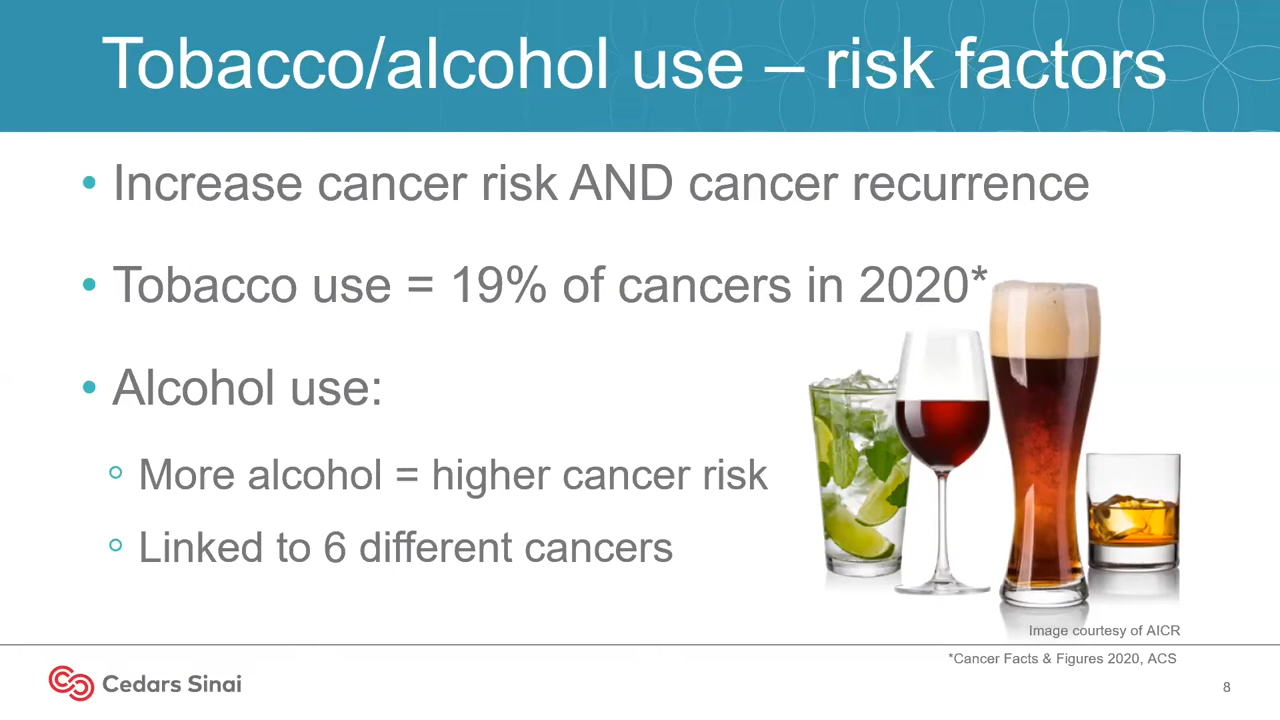 Tobacco/alcohol use – risk factors
• Increase cancer risk AND cancer recurrence
• Tobacco use = 19% of cancers in 2020*
• Alcohol use:
◦ More alcohol = higher cancer risk
◦ Linked to 6 different cancers
Image courtesy of AICR
*Cancer Facts & Figures 2020, ACS
Cedars Sinai
8